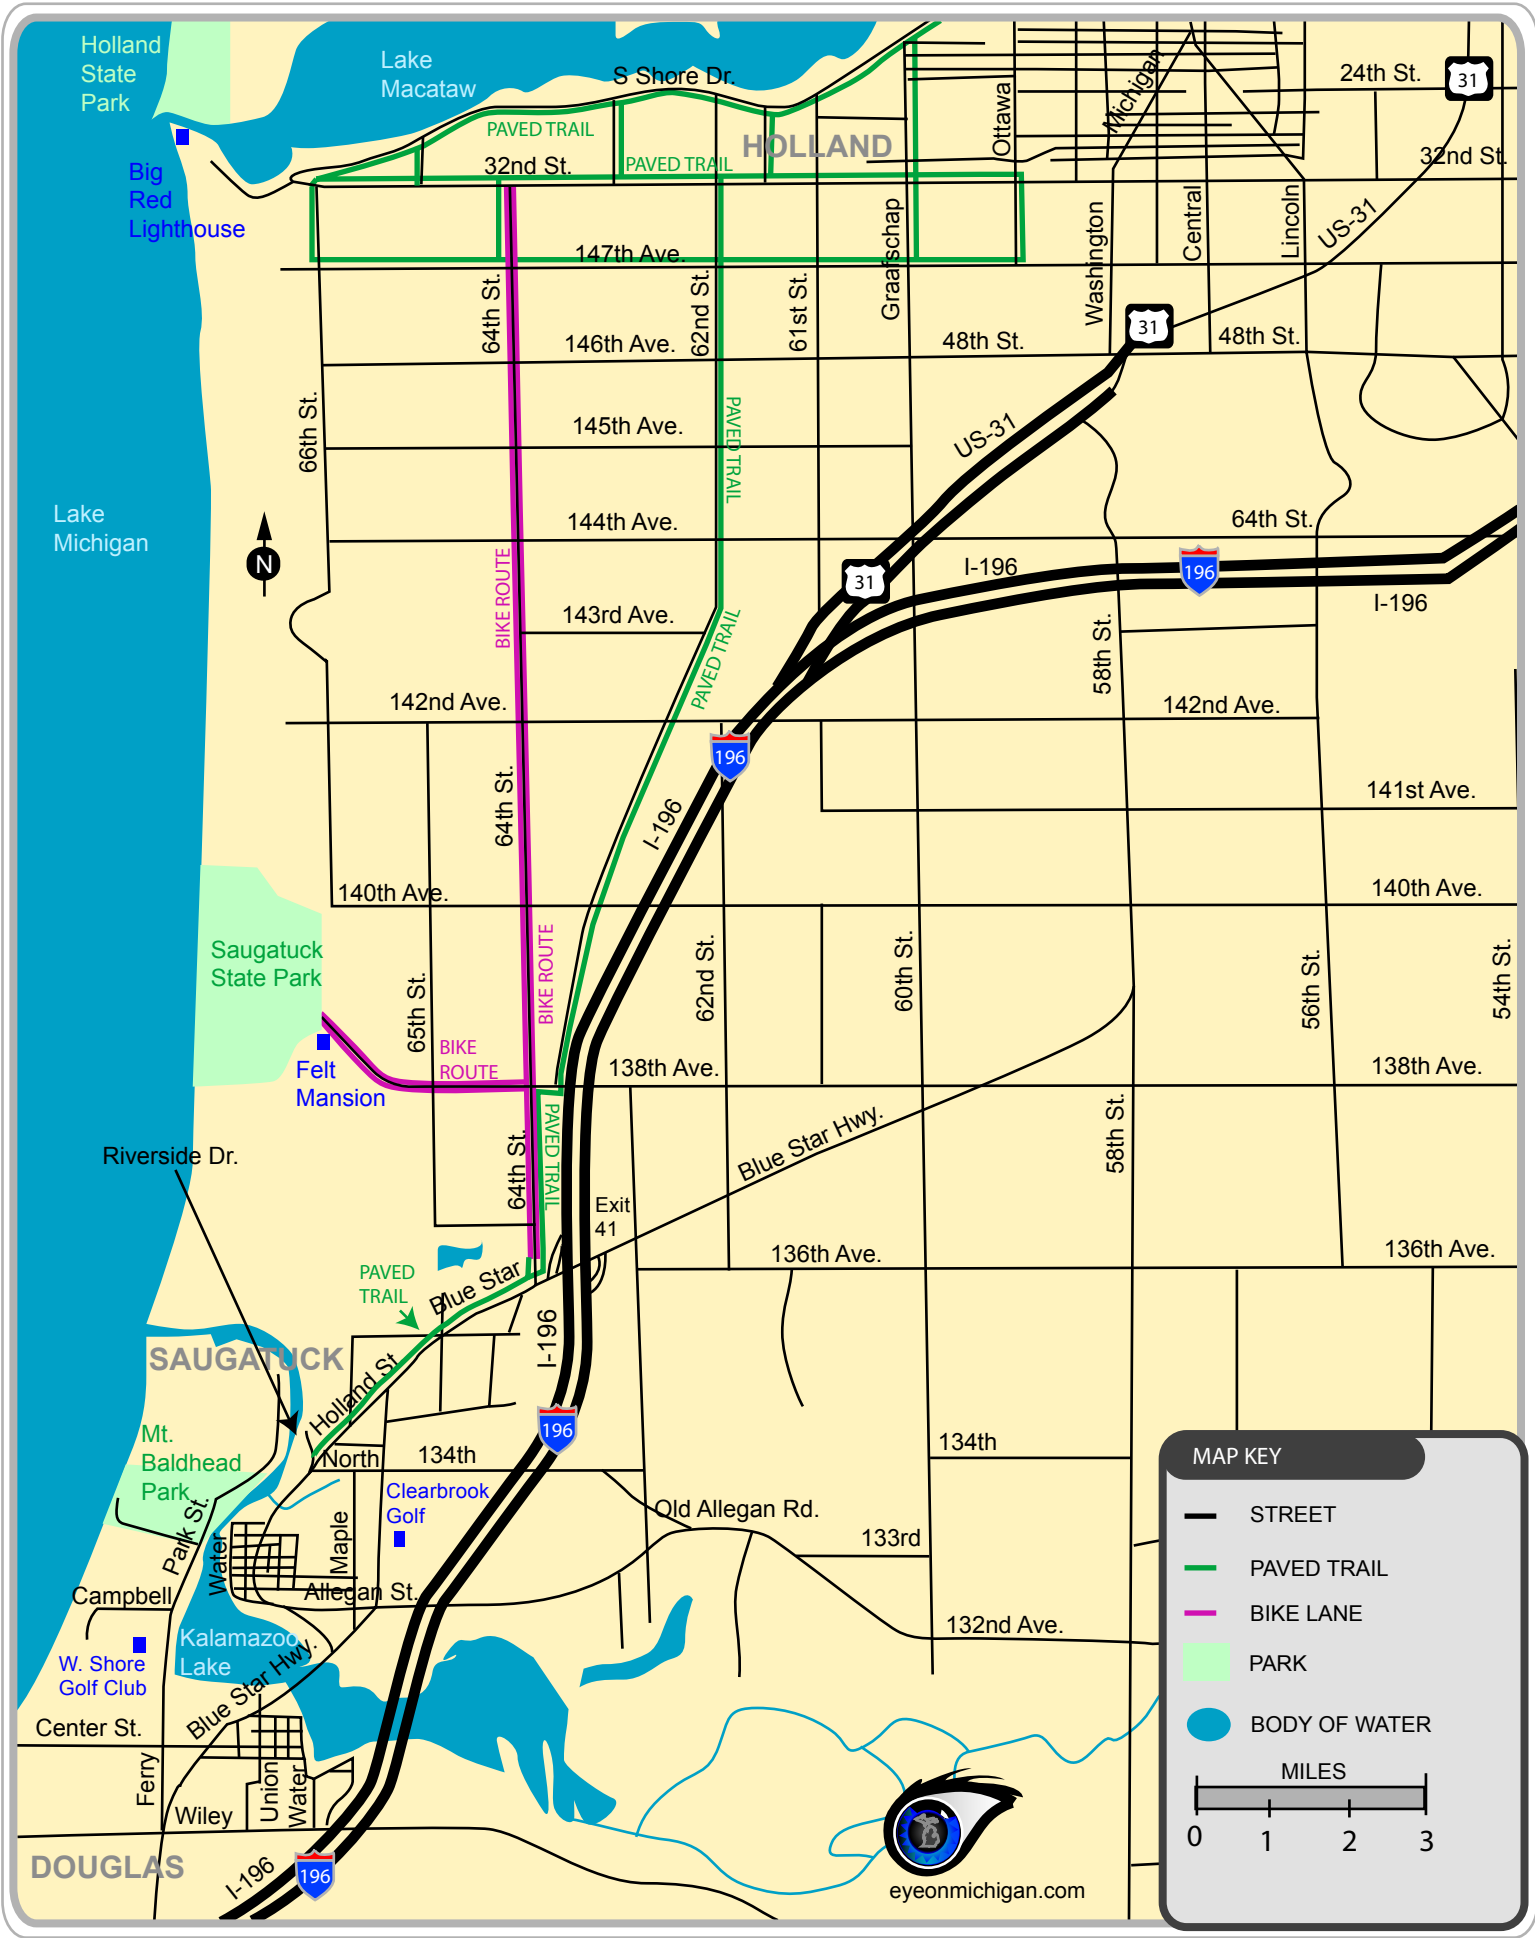 Holland
State
Park
Lake
Macataw
S Shore Dr.
24th St.
31
PAVED TRAIL
HOLLAND
Ottawa
Michigan
32nd St.
PAVED TRAIL
32nd St.
Big
Red
Lighthouse
Graafschap
Washington
Central
Lincoln
US-31
147th Ave.
64th St.
62nd St.
61st St.
31
146th Ave.
48th St.
48th St.
66th St.
145th Ave.
PAVED TRAIL
US-31
Lake
Michigan
144th Ave.
64th St.
N
BIKE ROUTE
31
I-196
196
I-196
143rd Ave.
PAVED TRAIL
58th St.
142nd Ave.
142nd Ave.
196
64th St.
I-196
141st Ave.
140th Ave.
140th Ave.
Saugatuck
State Park
65th St.
BIKE ROUTE
62nd St.
60th St.
56th St.
54th St.
BIKE
ROUTE
138th Ave.
138th Ave.
Felt
Mansion
Riverside Dr.
64th St.
PAVED TRAIL
Blue Star Hwy.
58th St.
Exit
41
136th Ave.
136th Ave.
PAVED
TRAIL
Blue Star
I-196
SAUGATUCK
Holland St.
196
Mt.
Baldhead
Park
North
134th
134th
Clearbrook
Golf
Old Allegan Rd.
133rd
Park St.
Water
Maple
Campbell
Allegan St.
132nd Ave.
Kalamazoo
Lake
W. Shore
Golf Club
Blue Star Hwy.
Center St.
Ferry
Union
Water
Wiley
DOUGLAS
I-196
196
eyeonmichigan.com
MAP KEY
STREET
PAVED TRAIL
BIKE LANE
PARK
BODY OF WATER
MILES
0 1 2 3